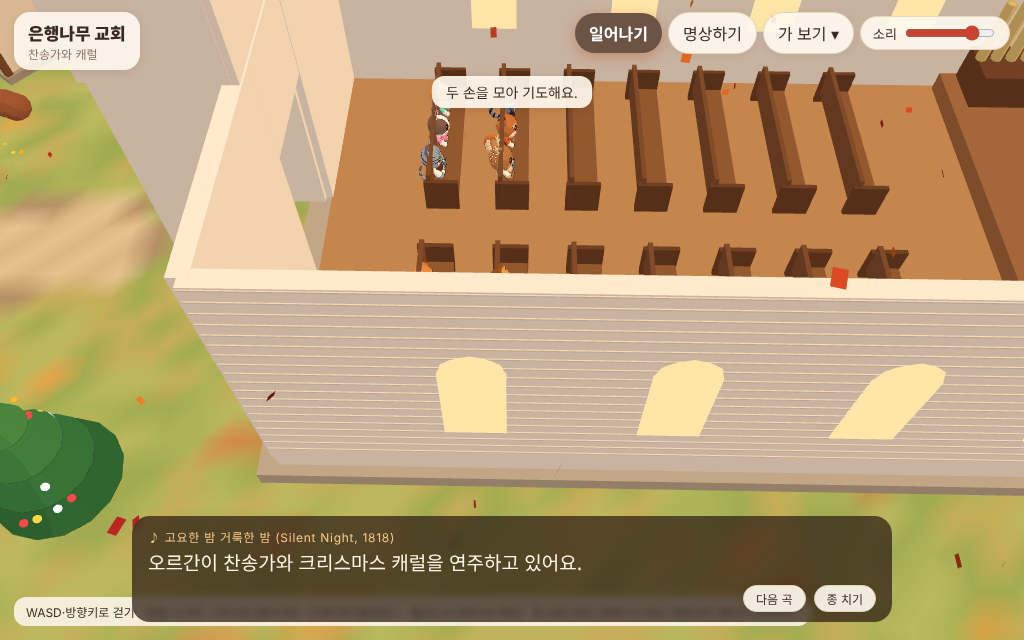 은행나무 교회
찬송가와 캐럴
일어나기
명상하기
가 보기 ▾
소리
두 손을 모아 기도해요.
♪ 고요한 밤 거룩한 밤 (Silent Night, 1818)
오르간이 찬송가와 크리스마스 캐럴을 연주하고 있어요.
다음 곡
종 치기
WASD·방향키로 걷기